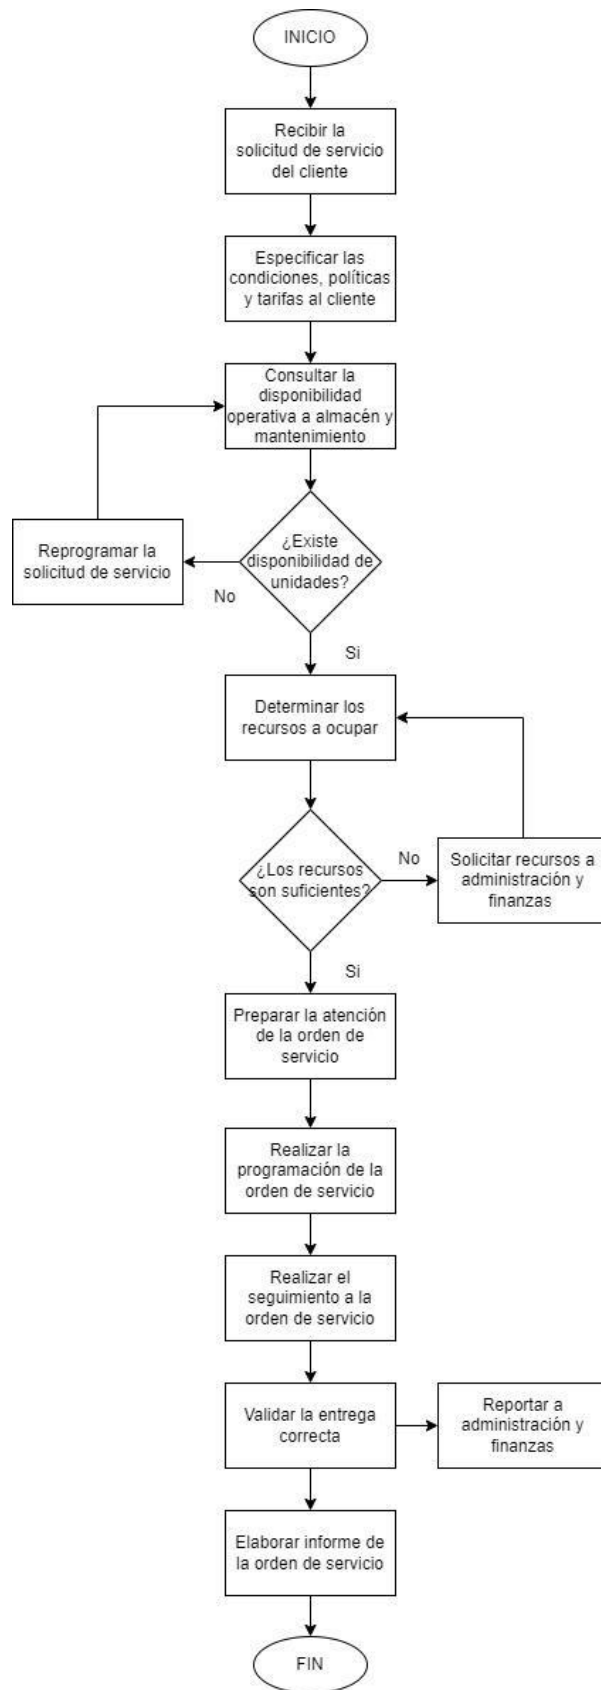 INICIO
Recibir la
solicitud de servicio
del cliente
Especificar las
condiciones, políticas
y tarifas al cliente
Consultar la
disponibilidad
operativa a almacén y
mantenimiento
¿Existe
disponibilidad de
unidades?
No
Reprogramar la
solicitud de servicio
Si
Determinar los
recursos a ocupar
¿Los recursos
son suficientes?
No
Solicitar recursos a
administración y
finanzas
Si
Preparar la atención
de la orden de
servicio
Realizar la
programación de la
orden de servicio
Realizar el
seguimiento a la
orden de servicio
Validar la entrega
correcta
Reportar a
administración y
finanzas
Elaborar informe de
la orden de servicio
FIN